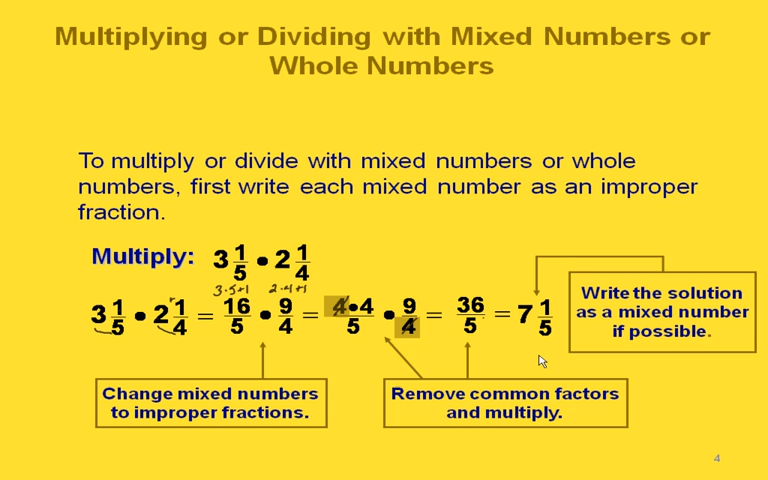 Multiplying or Dividing with Mixed Numbers or
Whole Numbers
To multiply or divide with mixed numbers or whole
numbers, first write each mixed number as an improper
fraction.
Multiply: 3 1/5 • 2 1/4
3·5+1 2·4+1
3 1/5 • 2 1/4 = 16/5 • 9/4 = 4•4/5 • 9/4 = 36/5 = 7 1/5
Write the solution
as a mixed number
if possible.
Change mixed numbers
to improper fractions.
Remove common factors
and multiply.
4